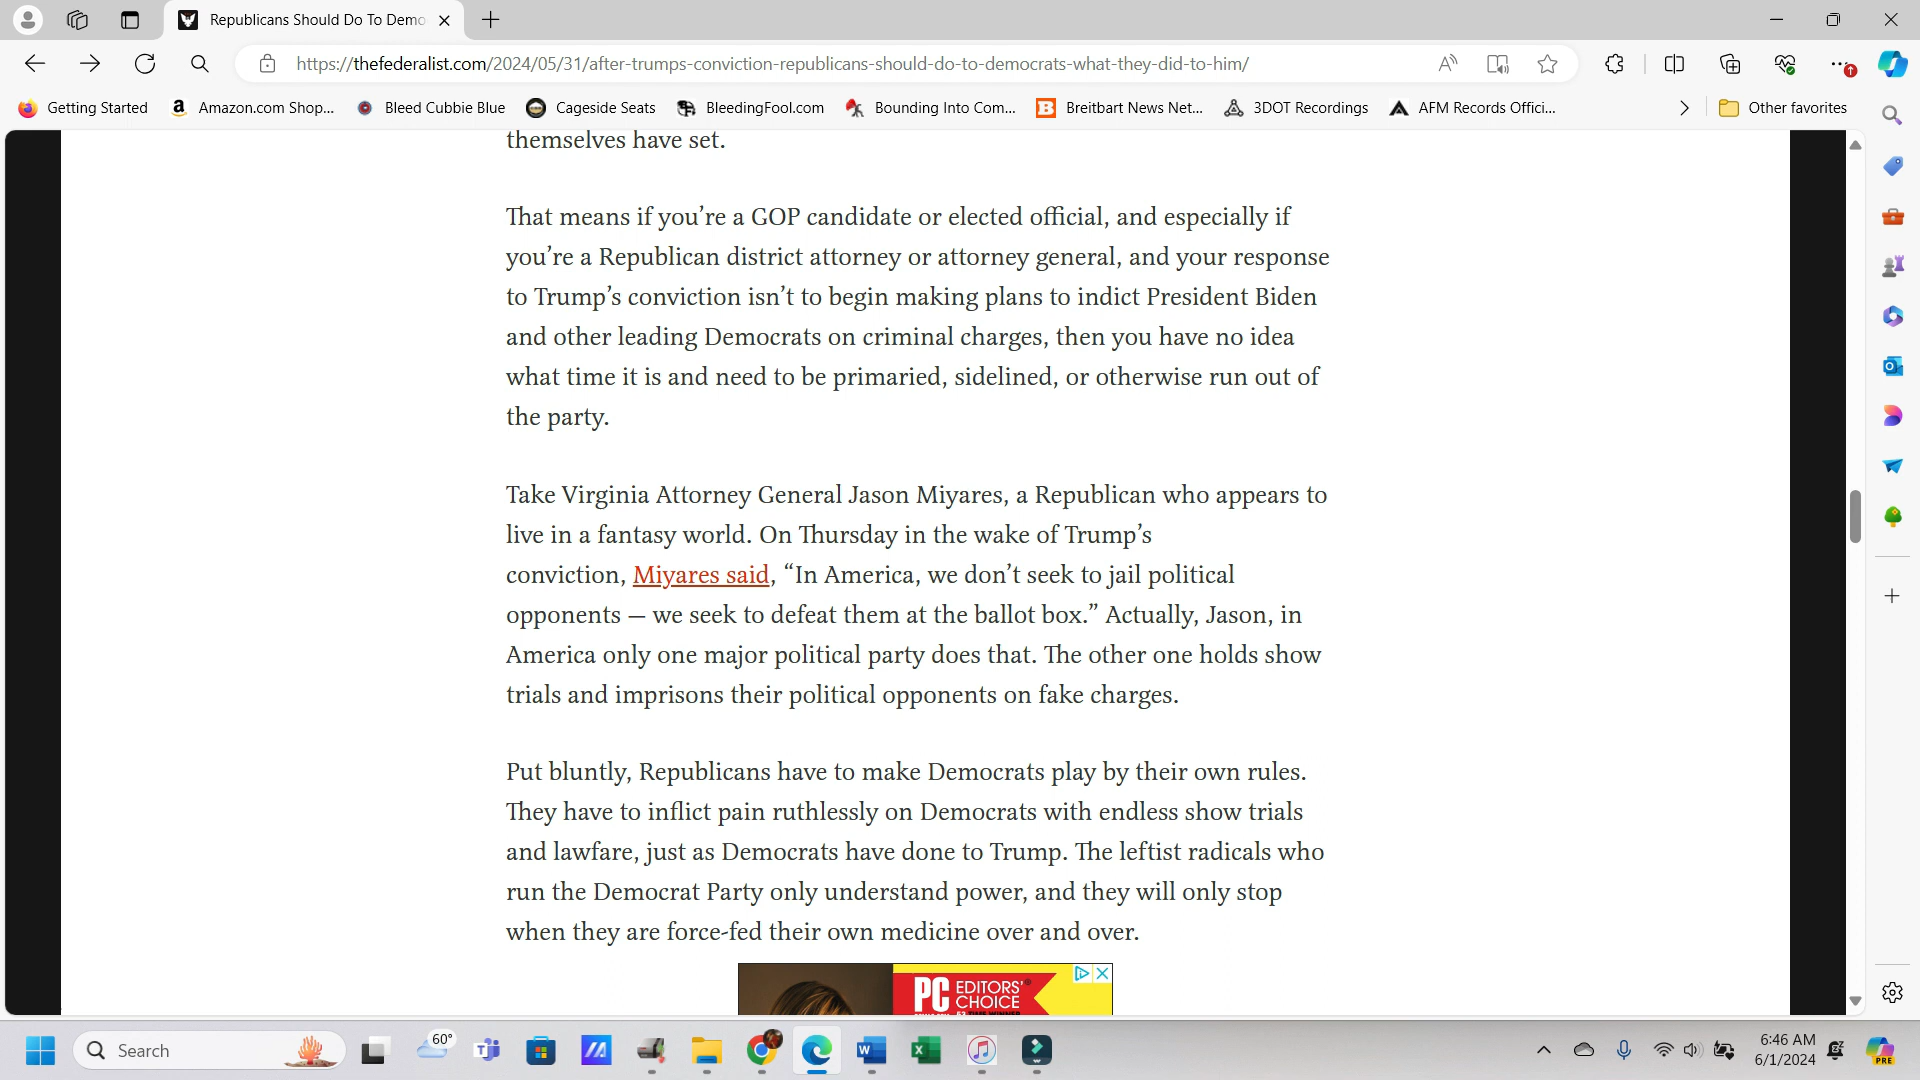 Republicans Should Do To Demo
https://thefederalist.com/2024/05/31/after-trumps-conviction-republicans-should-do-to-democrats-what-they-did-to-him/
Getting Started
Amazon.com Shop...
Bleed Cubbie Blue
Cageside Seats
BleedingFool.com
Bounding Into Com...
Breitbart News Net...
3DOT Recordings
AFM Records Offici...
Other favorites
themselves have set.
That means if you’re a GOP candidate or elected official, and especially if
you’re a Republican district attorney or attorney general, and your response
to Trump’s conviction isn’t to begin making plans to indict President Biden
and other leading Democrats on criminal charges, then you have no idea
what time it is and need to be primaried, sidelined, or otherwise run out of
the party.
Take Virginia Attorney General Jason Miyares, a Republican who appears to
live in a fantasy world. On Thursday in the wake of Trump’s
conviction, Miyares said, “In America, we don’t seek to jail political
opponents — we seek to defeat them at the ballot box.” Actually, Jason, in
America only one major political party does that. The other one holds show
trials and imprisons their political opponents on fake charges.
Put bluntly, Republicans have to make Democrats play by their own rules.
They have to inflict pain ruthlessly on Democrats with endless show trials
and lawfare, just as Democrats have done to Trump. The leftist radicals who
run the Democrat Party only understand power, and they will only stop
when they are force-fed their own medicine over and over.
PC EDITORS’
CHOICE
Search
60°
6:46 AM
6/1/2024
PRE